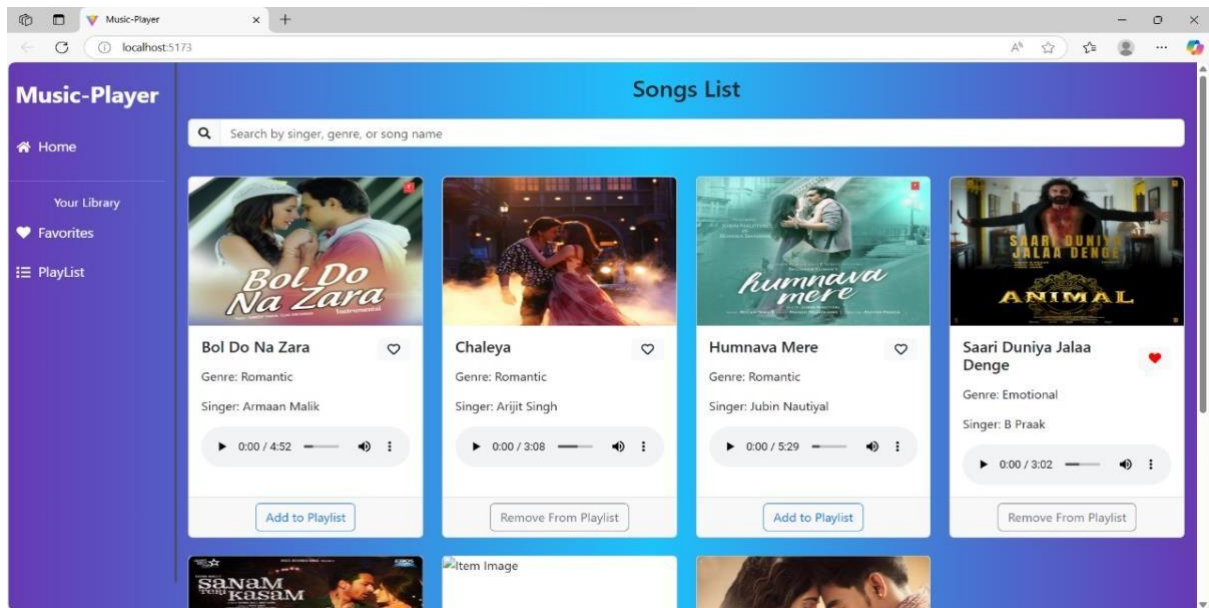 Music-Player
localhost:5173
Music-Player
Songs List
Search by singer, genre, or song name
Home
Your Library
Favorites
PlayList
Bol Do
Na Zara
Instrumental
humnava
mere
SAARI DUNIYA
JALAA DENGE
ANIMAL
Bol Do Na Zara
Chaleya
Humnava Mere
Saari Duniya Jalaa
Denge
Genre: Romantic
Genre: Romantic
Genre: Romantic
Genre: Emotional
Singer: Armaan Malik
Singer: Arijit Singh
Singer: Jubin Nautiyal
Singer: B Praak
0:00 / 4:52
0:00 / 3:08
0:00 / 5:29
0:00 / 3:02
Add to Playlist
Remove From Playlist
Add to Playlist
Remove From Playlist
SANAM
TERI KASAM
Item Image